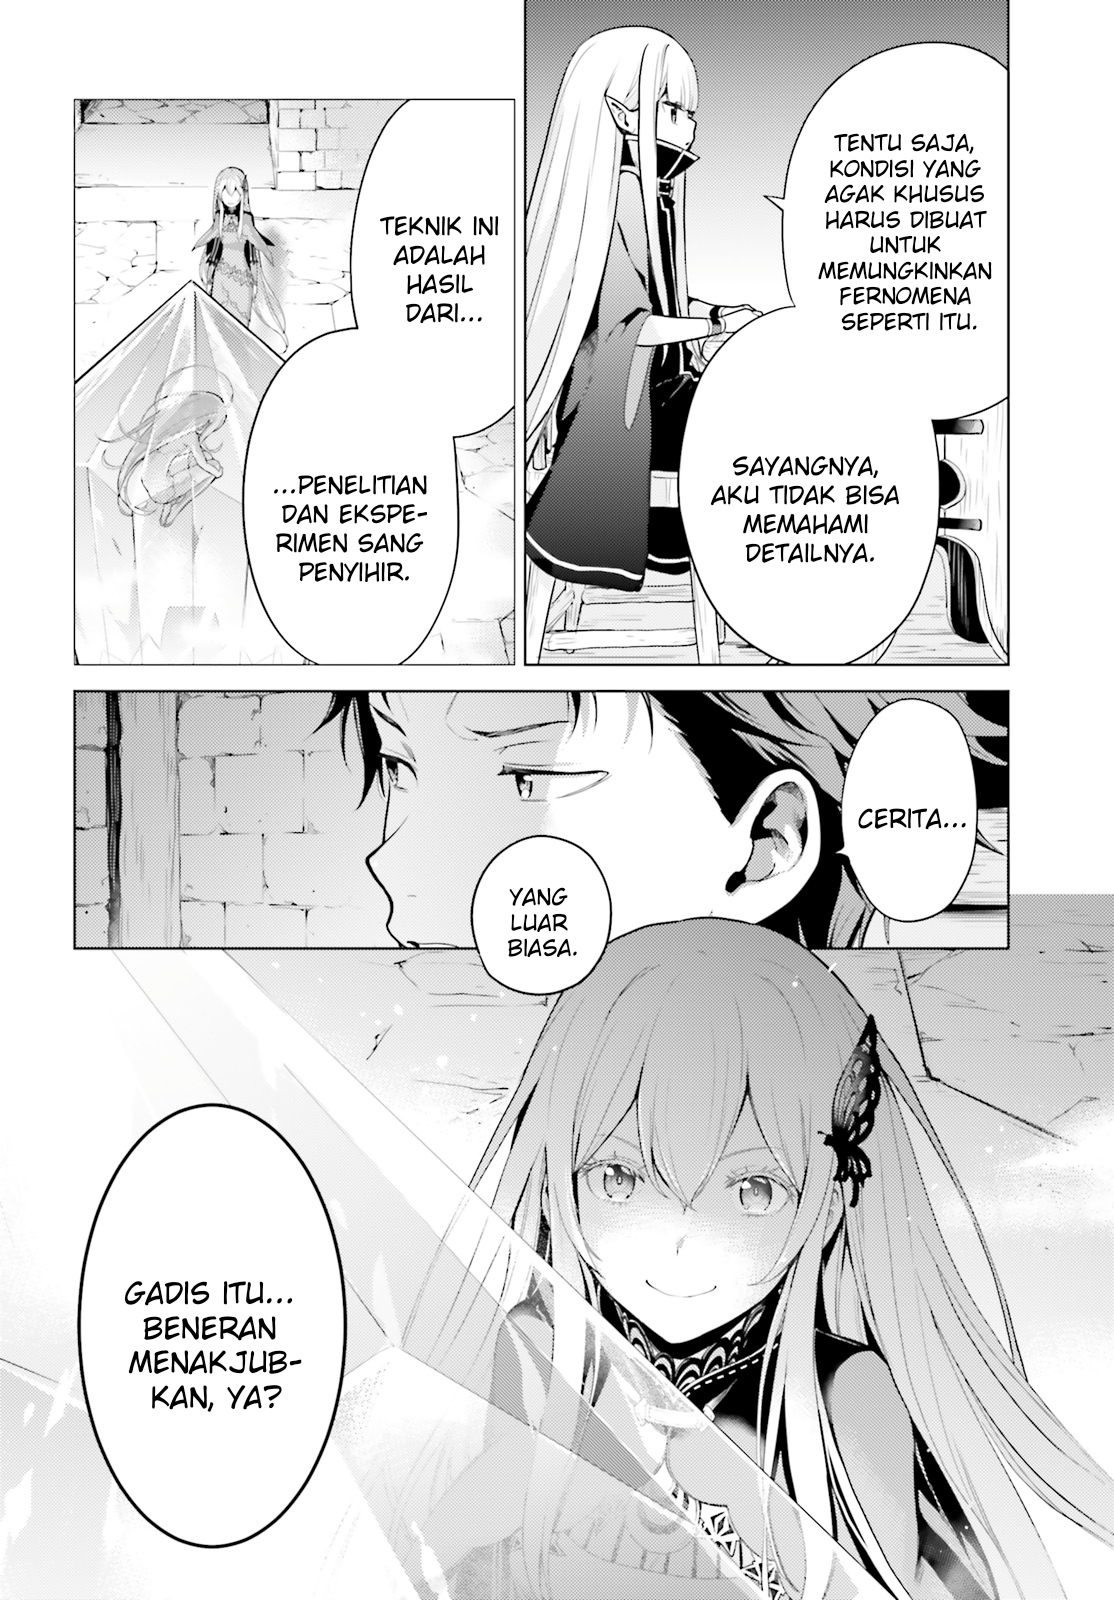 TENTU SAJA,
KONDISI YANG
AGAK KHUSUS
HARUS DIBUAT
UNTUK
MEMUNGKINKAN
FERNOMENA
SEPERTI ITU.
SAYANGNYA,
AKU TIDAK BISA
MEMAHAMI
DETAILNYA.
TEKNIK INI
ADALAH
HASIL
DARI...
...PENELITIAN
DAN EKSPE-
RIMEN SANG
PENYIHIR.
CERITA...
YANG
LUAR
BIASA.
GADIS ITU...
BENERAN
MENAKJUB-
KAN, YA?